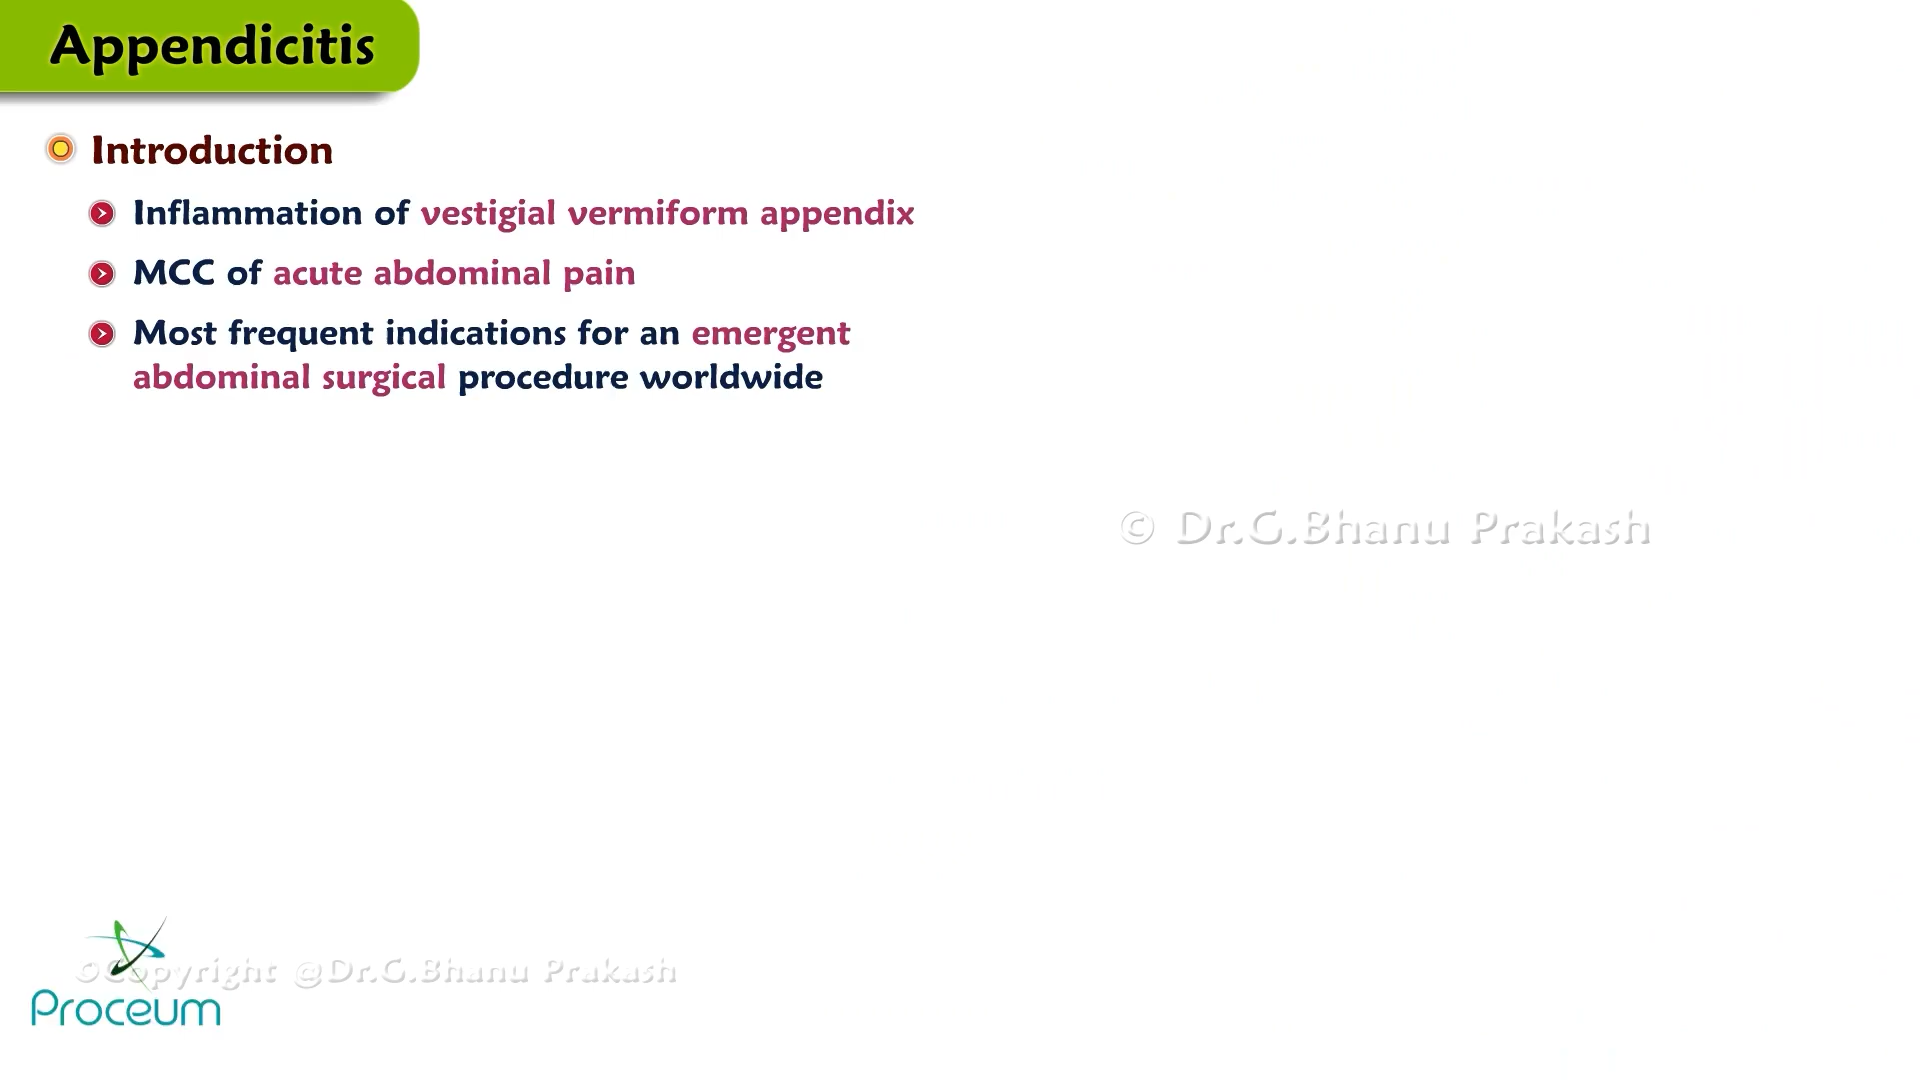 Appendicitis
Introduction
Inflammation of vestigial vermiform appendix
MCC of acute abdominal pain
Most frequent indications for an emergent
abdominal surgical procedure worldwide
© Dr.G.Bhanu Prakash
©Copyright @Dr.G.Bhanu Prakash
Proceum